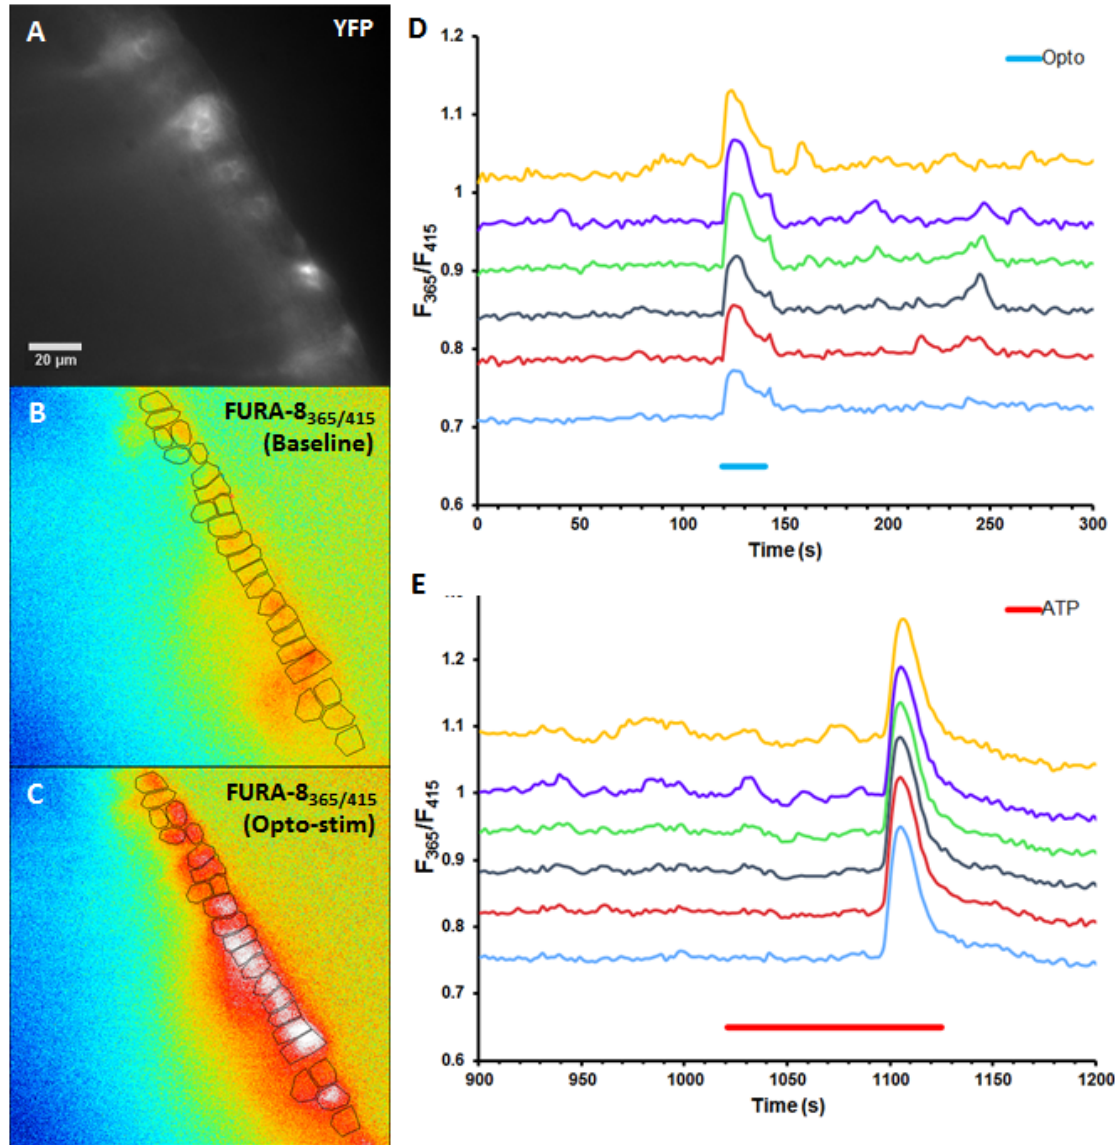 A
YFP
20 µm
B
FURA-8365/415
(Baseline)
C
FURA-8365/415
(Opto-stim)
D
Opto
F365/F415
1.2
1.1
1
0.9
0.8
0.7
0.6
0
50
100
150
200
250
300
Time (s)
E
ATP
F365/F415
1.2
1.1
1
0.9
0.8
0.7
0.6
900
950
1000
1050
1100
1150
1200
Time (s)